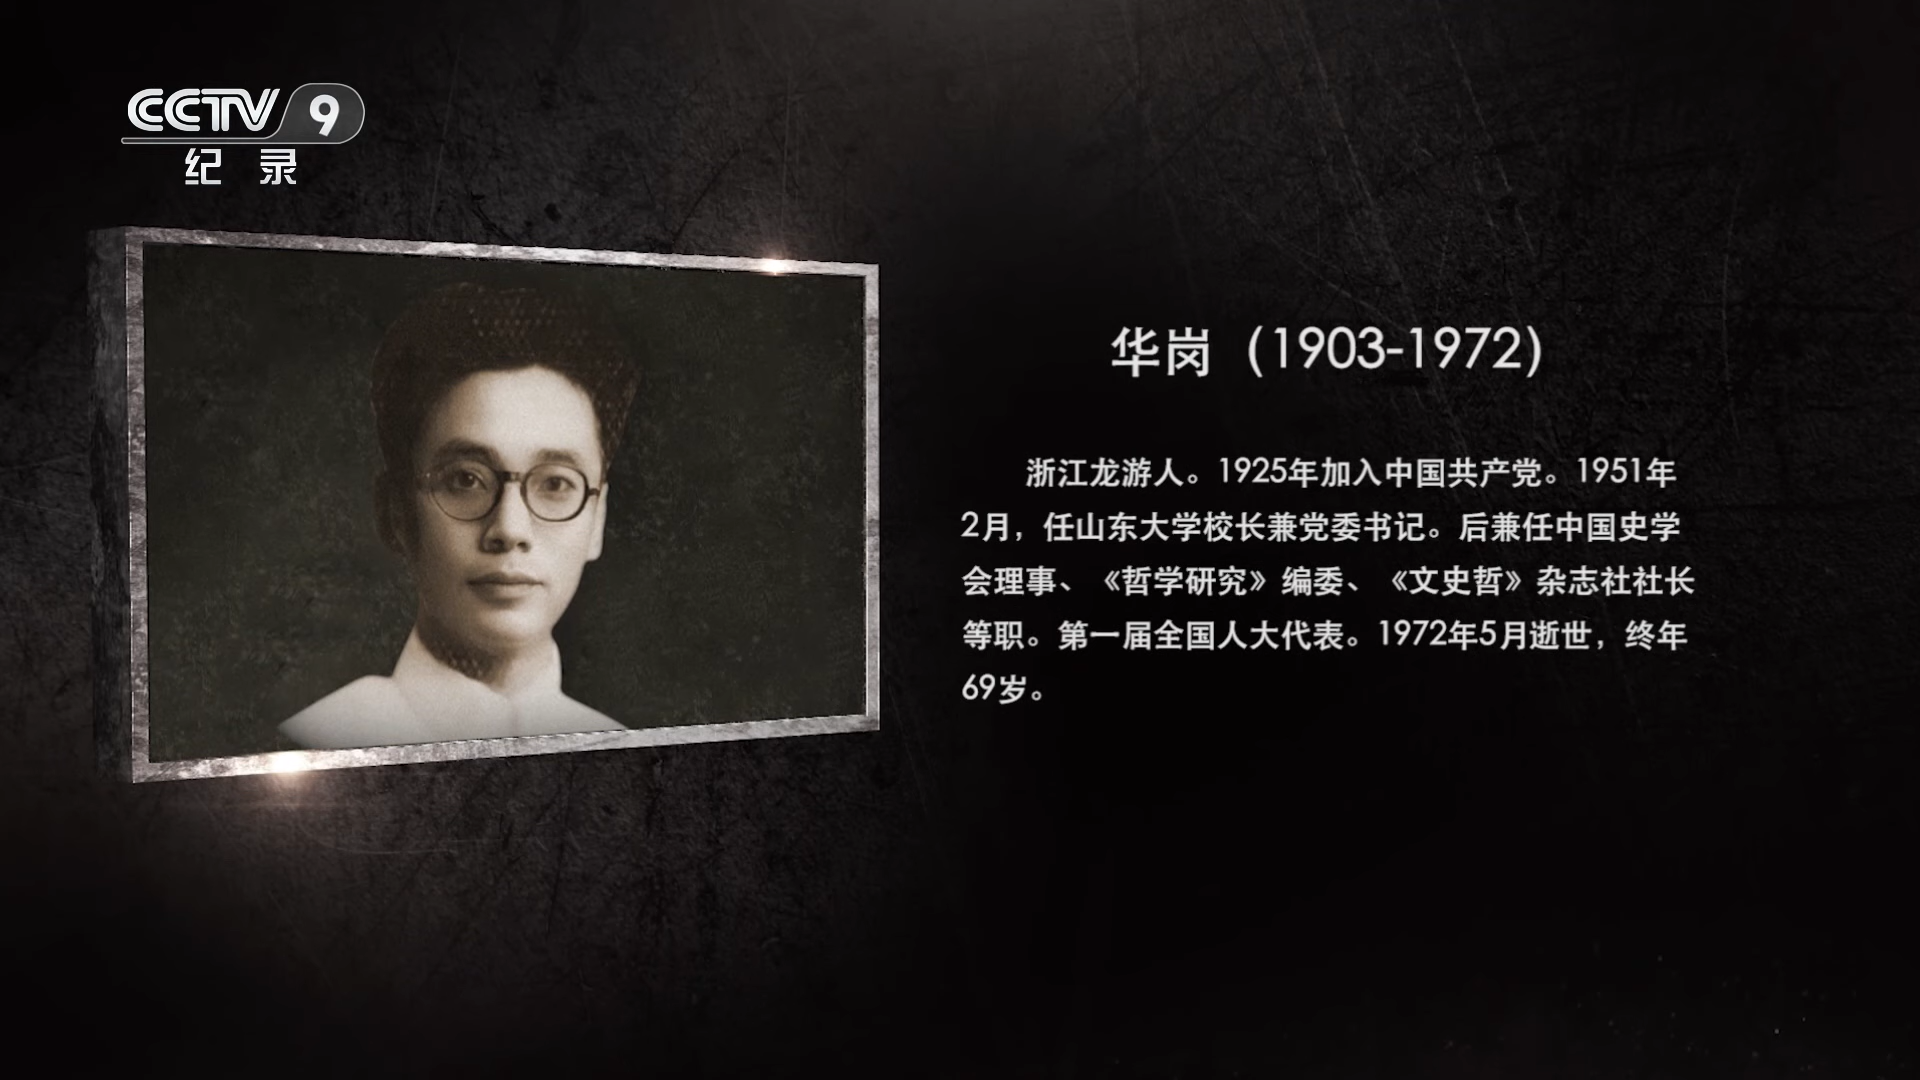 CCTV 9
纪 录
华岗（1903-1972）
浙江龙游人。1925年加入中国共产党。1951年
2月，任山东大学校长兼党委书记。后兼任中国史学
会理事、《哲学研究》编委、《文史哲》杂志社社长
等职。第一届全国人大代表。1972年5月逝世，终年
69岁。